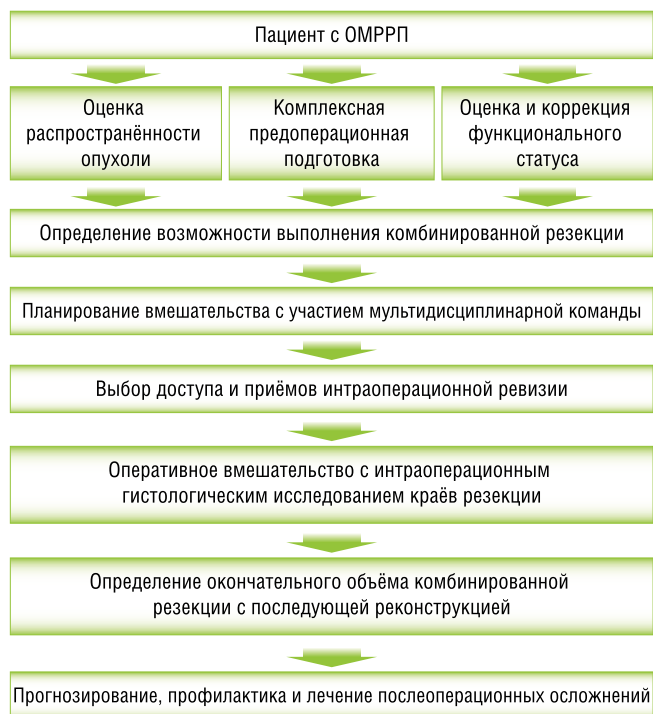 Пациент с ОМРРП
Оценка
распространённости
опухоли
Комплексная
предоперационная
подготовка
Оценка и коррекция
функционального
статуса
Определение возможности выполнения комбинированной резекции
Планирование вмешательства с участием мультидисциплинарной команды
Выбор доступа и приёмов интраоперационной ревизии
Оперативное вмешательство с интраоперационным
гистологическим исследованием краёв резекции
Определение окончательного объёма комбинированной
резекции с последующей реконструкцией
Прогнозирование, профилактика и лечение послеоперационных осложнений